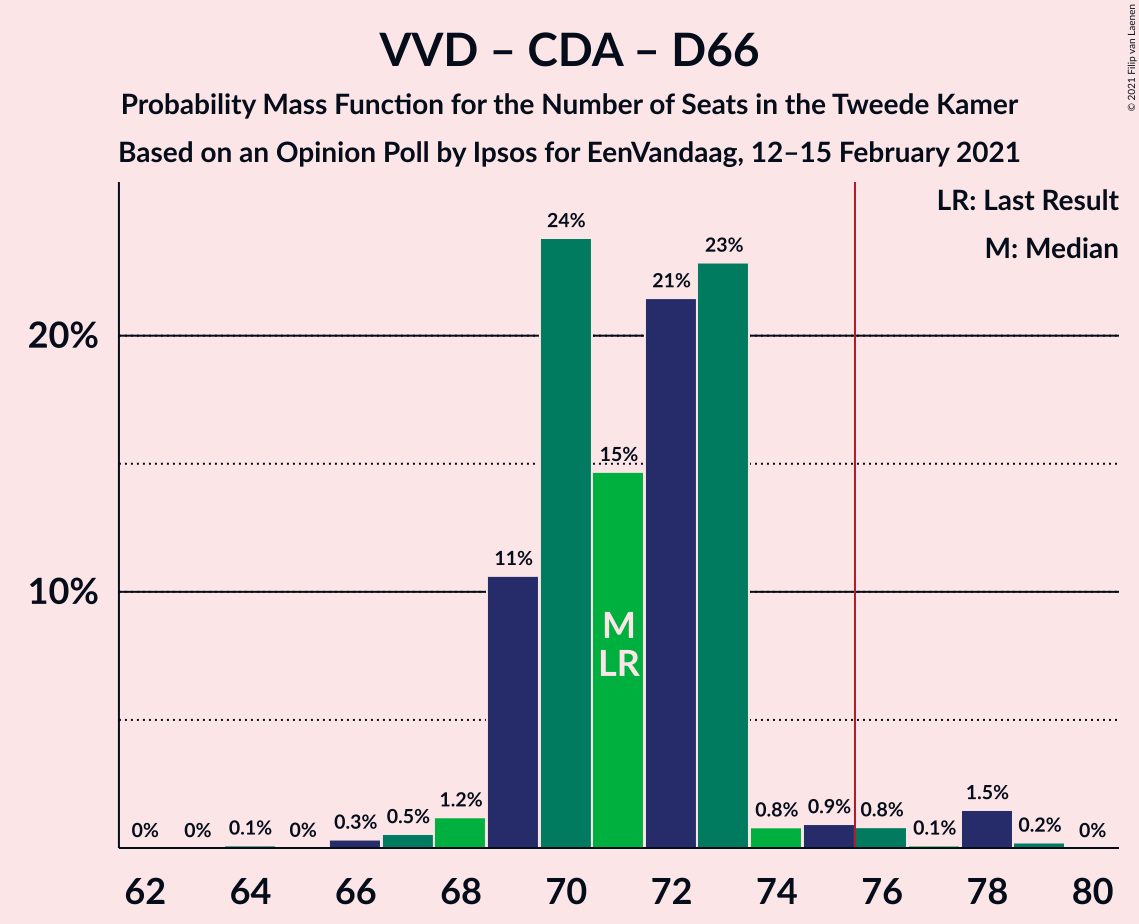 VVD – CDA – D66
Probability Mass Function for the Number of Seats in the Tweede Kamer
Based on an Opinion Poll by Ipsos for EenVandaag, 12–15 February 2021
© 2021 Filip van Laenen
LR: Last Result
M: Median
20%
10%
0% 0% 0.1% 0% 0.3% 0.5% 1.2% 11% 24% 15% 21% 23% 0.8% 0.9% 0.8% 0.1% 1.5% 0.2% 0%
M
LR
62 64 66 68 70 72 74 76 78 80